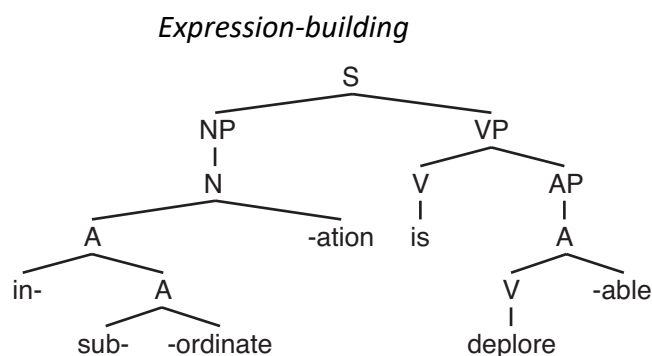 Expression-building
S
NP VP
N V AP
A -ation is A
in- A V -able
sub- -ordinate deplore